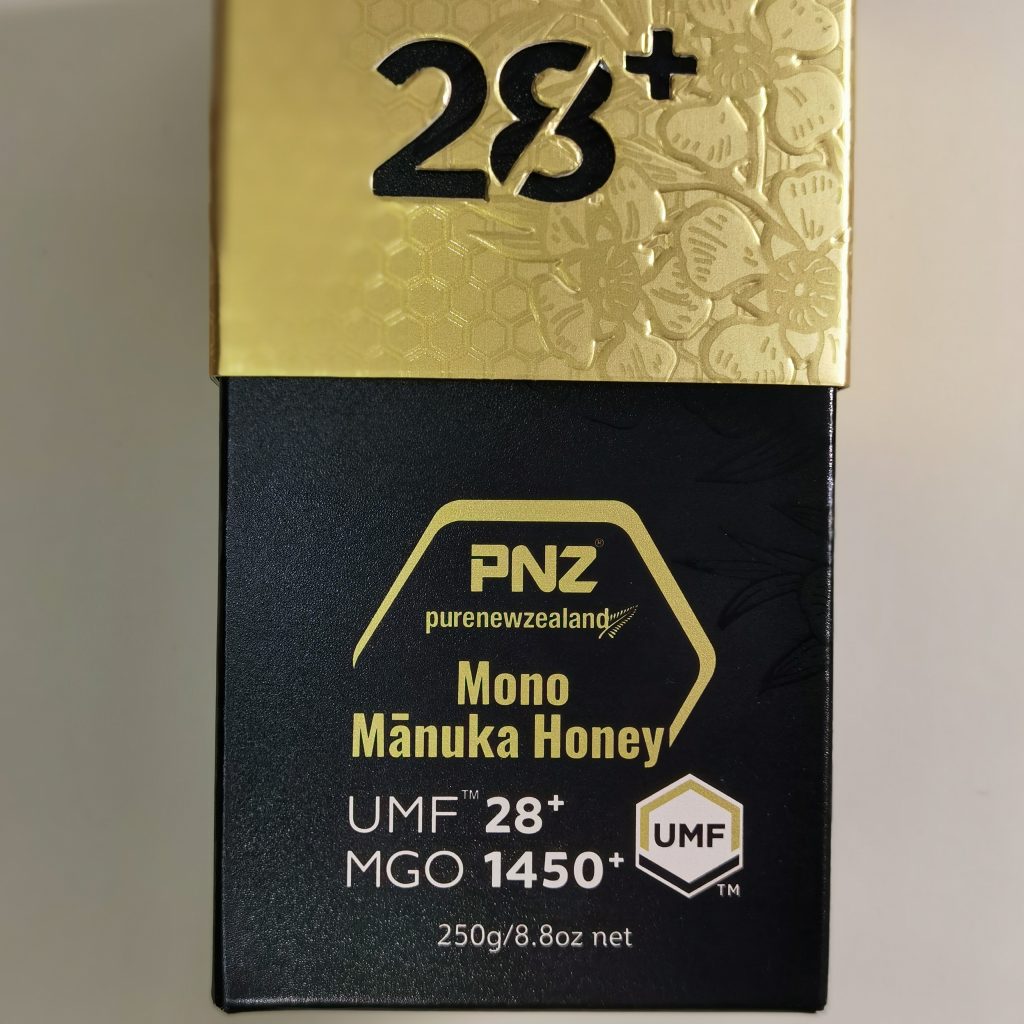 28+
PNZ®
purenewzealand
Mono
Mānuka Honey
UMF™ 28+
MGO 1450+
UMF
TM
250g/8.8oz net